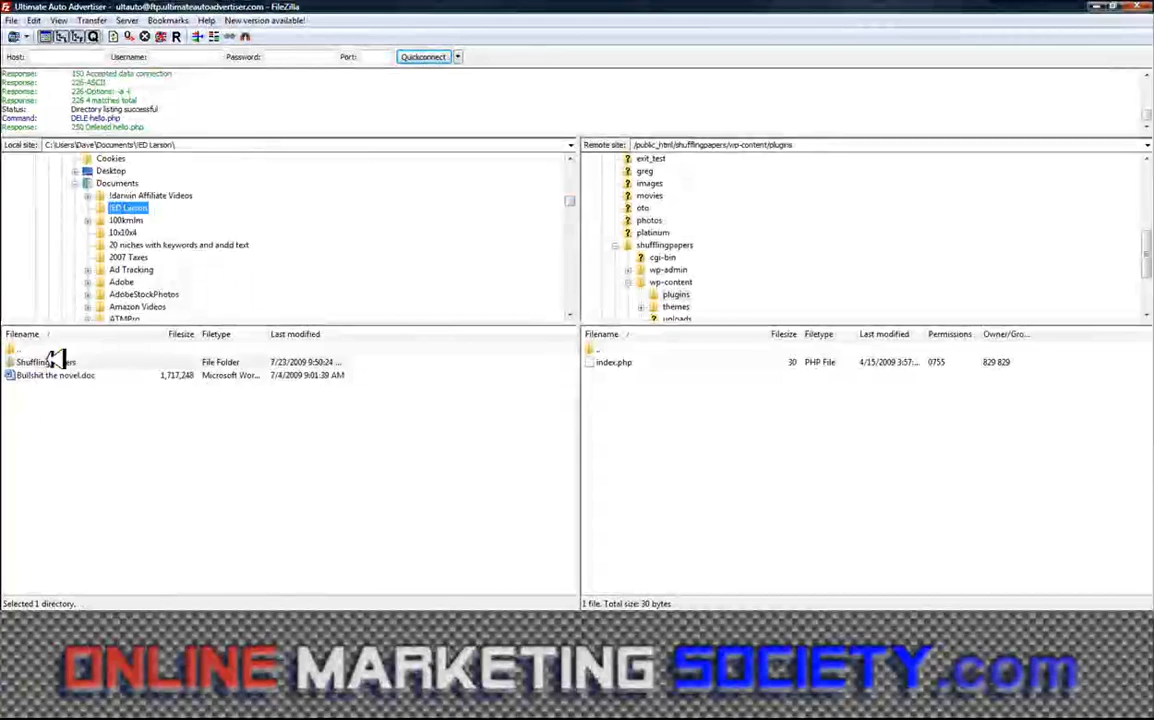 Ultimate Auto Advertiser - ultauto@ftp.ultimateautoadvertiser.com - FileZilla
File Edit View Transfer Server Bookmarks Help New version available!
Host: Username: Password: Port: Quickconnect
Response: 150 Accepted data connection
Response: 226-ASCII
Response: 226-Options: -a -l
Response: 226 4 matches total
Status: Directory listing successful
Command: DELE hello.php
Response: 250 Deleted hello.php
Local site: C:\Users\Dave\Documents\!ED Larson\
Cookies
Desktop
Documents
!darwin Affiliate Videos
!ED Larson
100kmlms
10x10x4
20 niches with keywords and andd text
2007 Taxes
Ad Tracking
Adobe
AdobeStockPhotos
Amazon Videos
ATMPro
Remote site: /public_html/shufflingpapers/wp-content/plugins
exit_test
greg
images
movies
oto
photos
platinum
shufflingpapers
cgi-bin
wp-admin
wp-content
plugins
themes
uploads
Filename / Filesize Filetype Last modified
..
File Folder 7/23/2009 9:50:24 ...
Bullshit the novel.doc 1,717,248 Microsoft Wor... 7/4/2009 9:01:39 AM
Selected 1 directory.
Filename / Filesize Filetype Last modified Permissions Owner/Gro...
..
index.php 30 PHP File 4/15/2009 3:57:... 0755 829 829
1 file. Total size: 30 bytes
ONLINE MARKETING SOCIETY.com